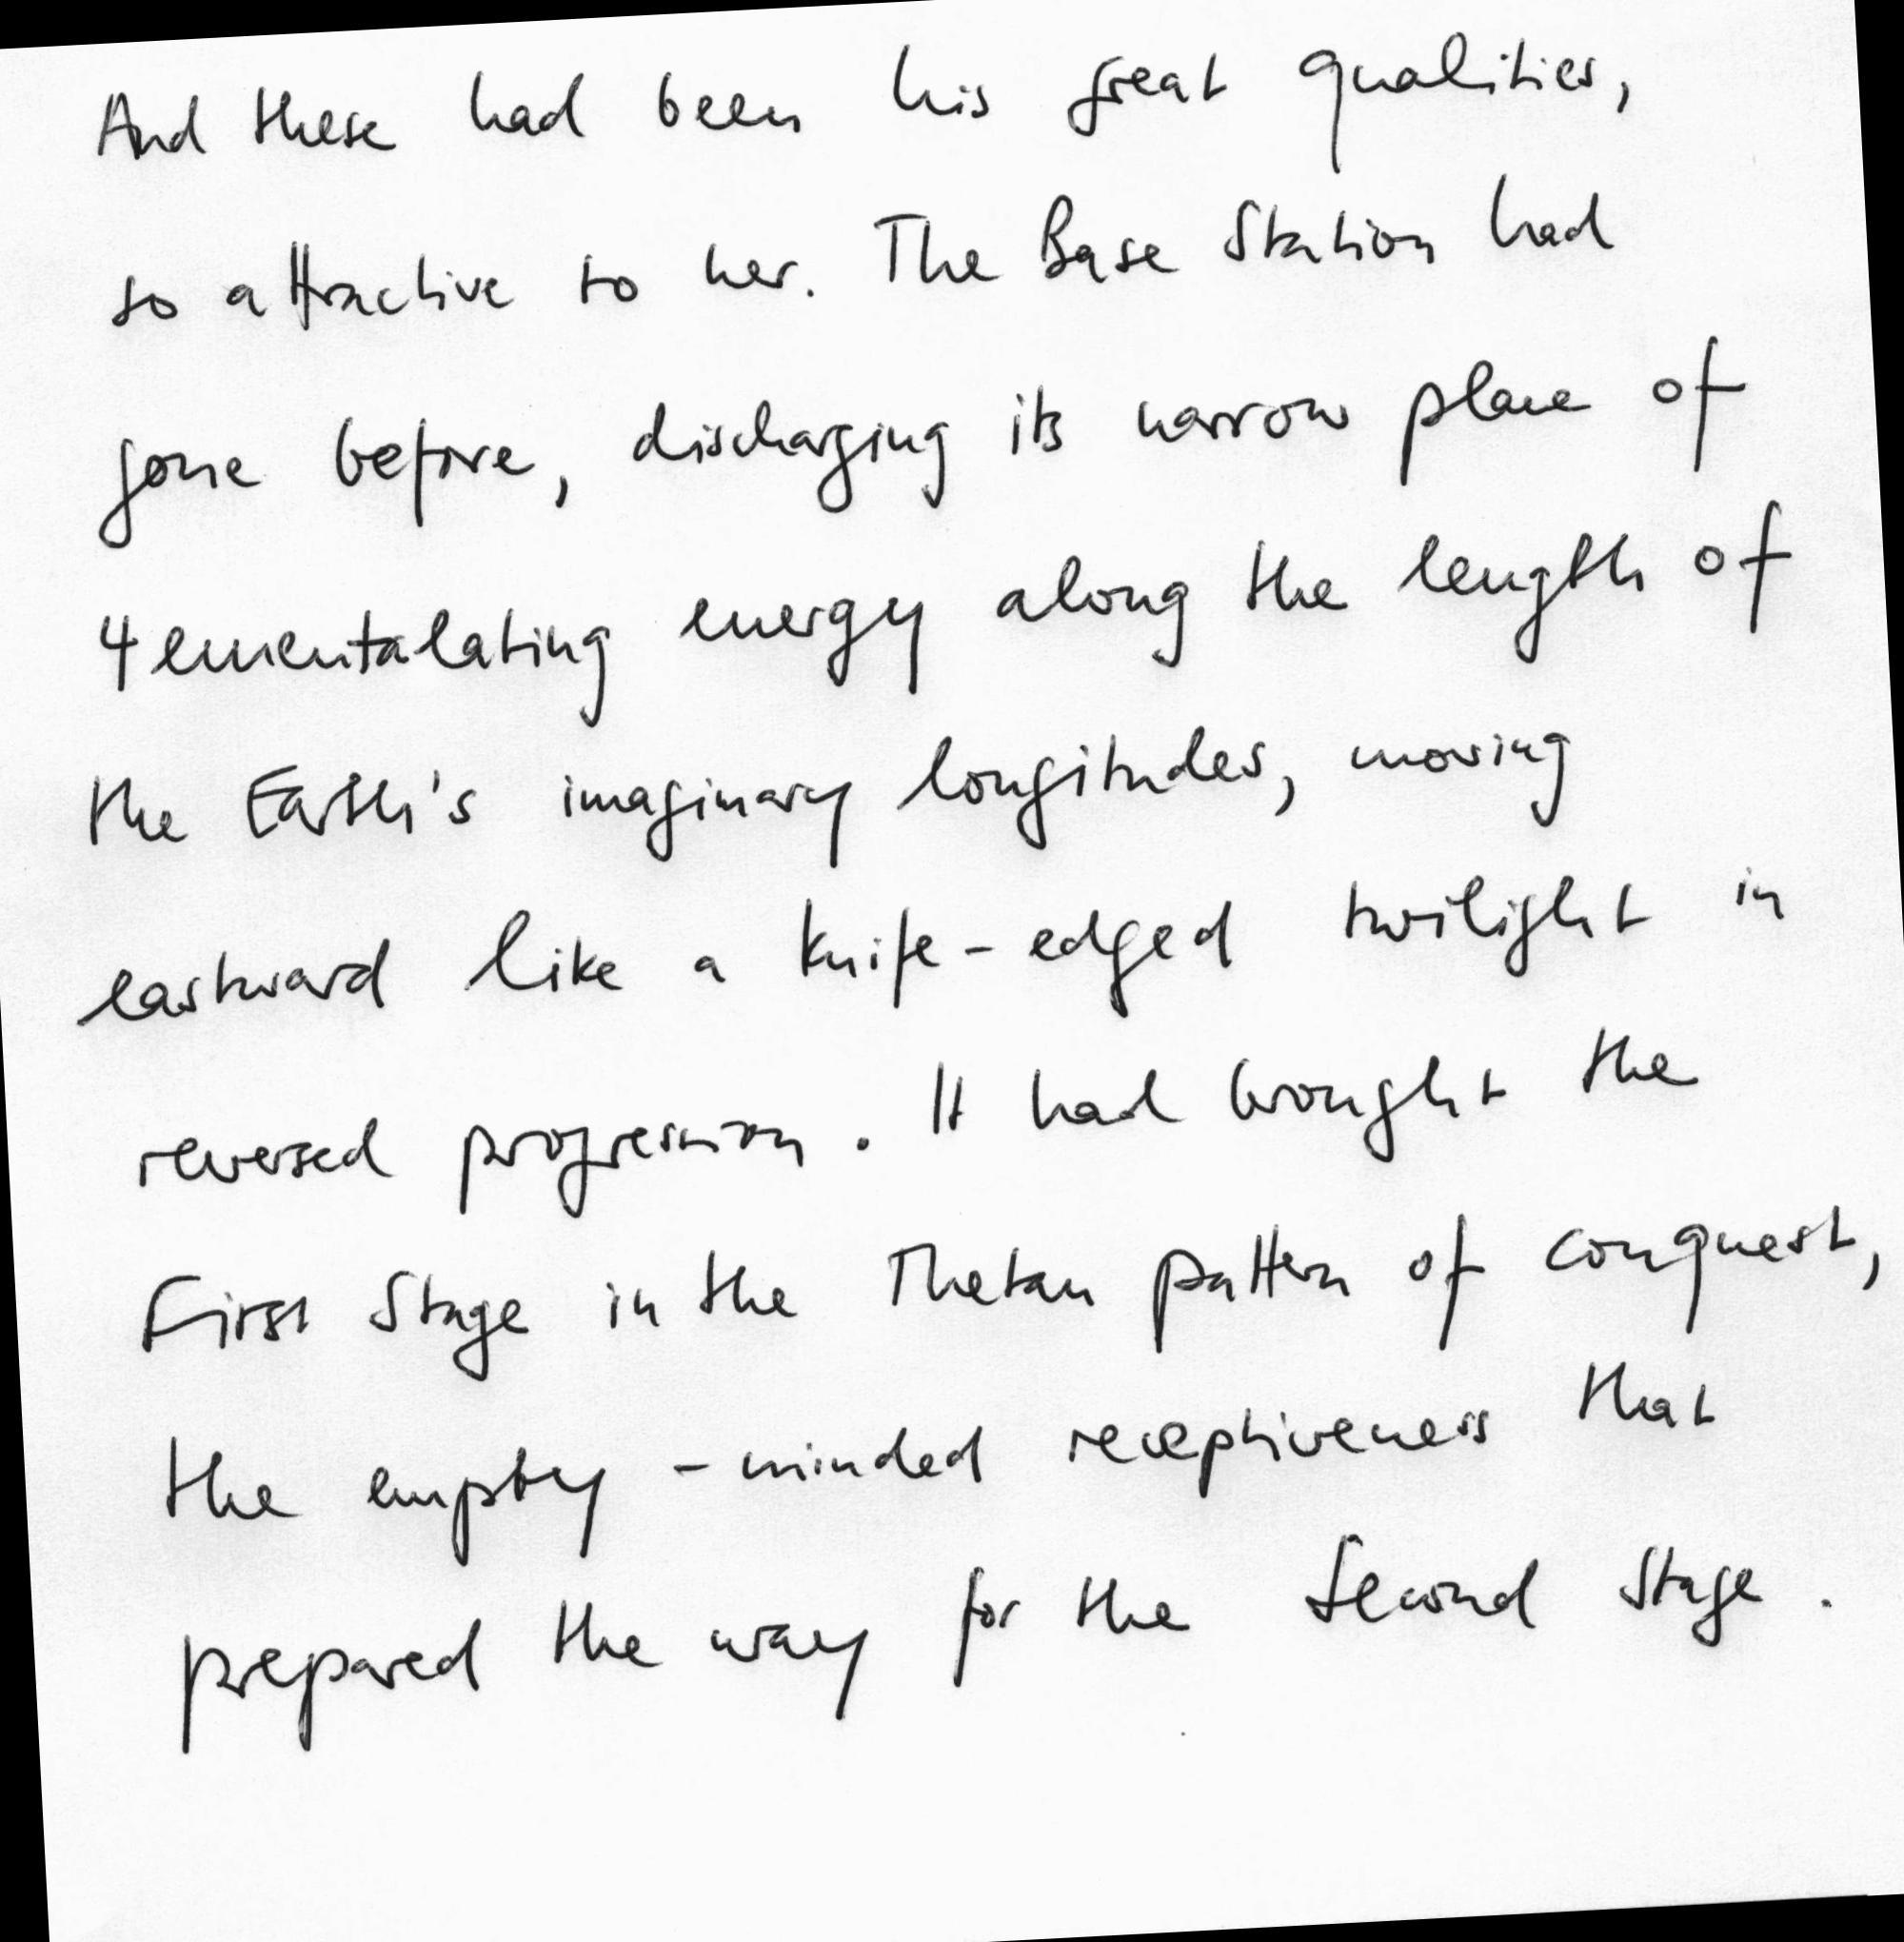 And these had been his great qualities,
so attractive to her. The Base Station had
gone before, discharging its narrow plane of
4ementalating energy along the length of
the Earth's imaginary longitudes, moving
eastward like a knife-edged twilight in
reversed progression. It had brought the
First Stage in the Thetan pattern of conquest,
the empty-minded receptiveness that
prepared the way for the Second Stage.